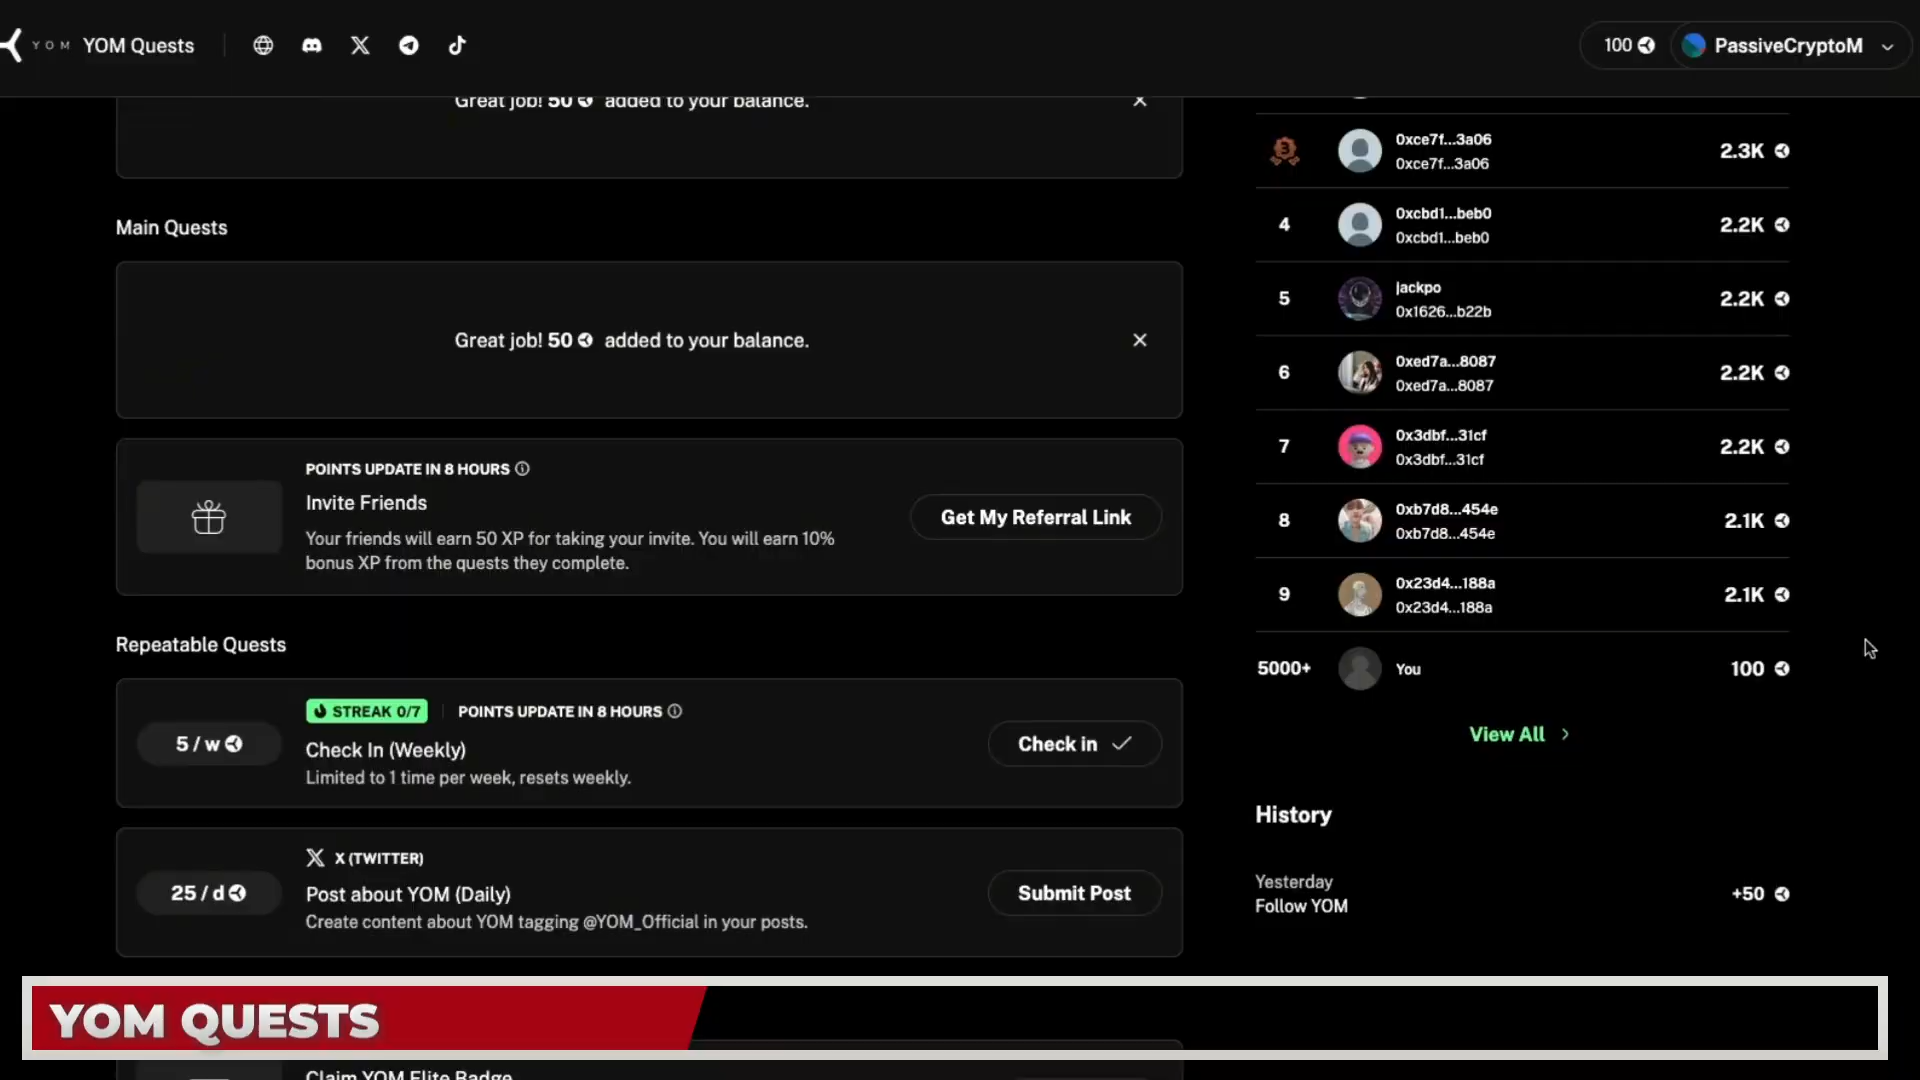 YOM
YOM Quests
100
PassiveCryptoM
Great job! 50 added to your balance.
Main Quests
Great job! 50 added to your balance.
POINTS UPDATE IN 8 HOURS
Invite Friends
Your friends will earn 50 XP for taking your invite. You will earn 10%
bonus XP from the quests they complete.
Get My Referral Link
Repeatable Quests
5 / w
STREAK 0/7
POINTS UPDATE IN 8 HOURS
Check In (Weekly)
Limited to 1 time per week, resets weekly.
Check in
25 / d
X (TWITTER)
Post about YOM (Daily)
Create content about YOM tagging @YOM_Official in your posts.
Submit Post
3
0xce7f...3a06
0xce7f...3a06
2.3K
4
0xcbd1...beb0
0xcbd1...beb0
2.2K
5
jackpo
0x1626...b22b
2.2K
6
0xed7a...8087
0xed7a...8087
2.2K
7
0x3dbf...31cf
0x3dbf...31cf
2.2K
8
0xb7d8...454e
0xb7d8...454e
2.1K
9
0x23d4...188a
0x23d4...188a
2.1K
5000+
You
100
View All
History
Yesterday
Follow YOM
+50
YOM QUESTS
Claim YOM Elite Badge